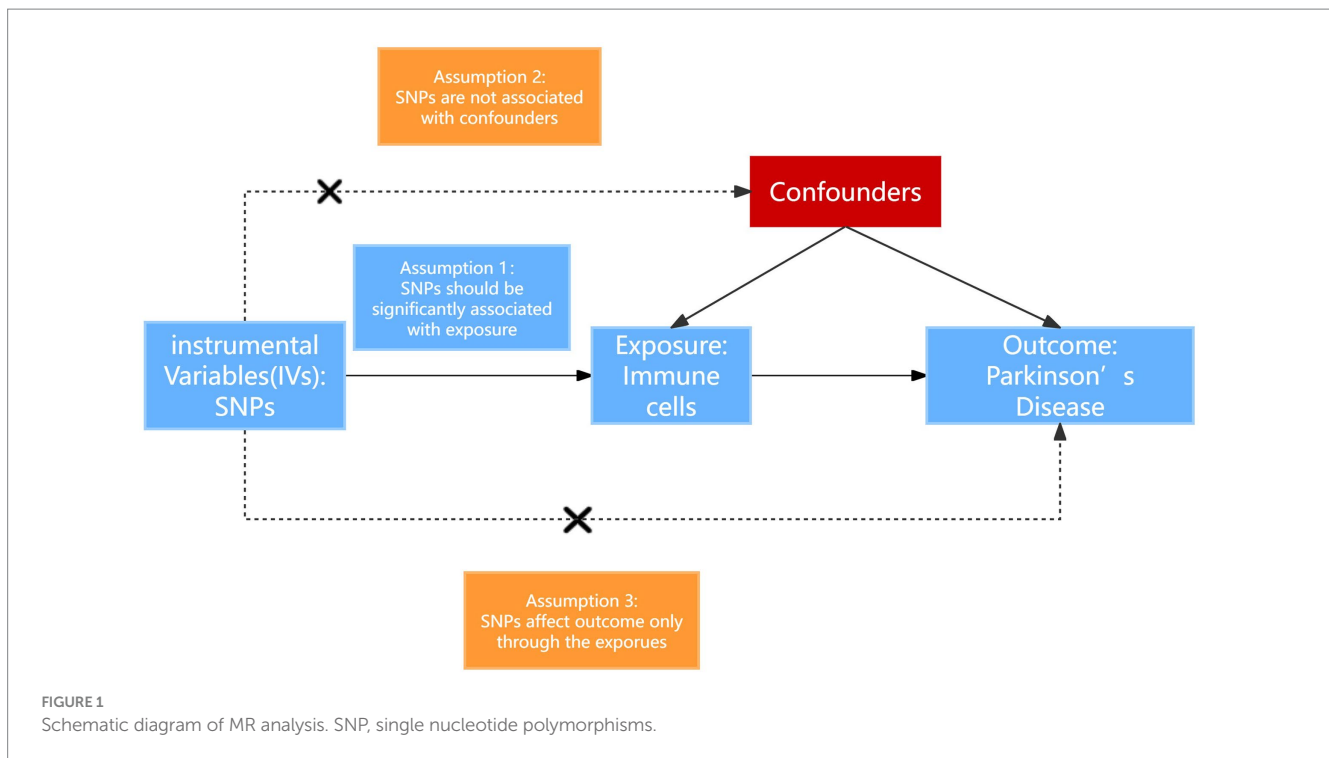 Assumption 2:
SNPs are not associated
with confounders
Confounders
Assumption 1:
SNPs should be
significantly associated
with exposure
instrumental
Variables(IVs):
SNPs
Exposure:
Immune
cells
Outcome:
Parkinson’s
Disease
Assumption 3:
SNPs affect outcome only
through the exporues
FIGURE 1
Schematic diagram of MR analysis. SNP, single nucleotide polymorphisms.